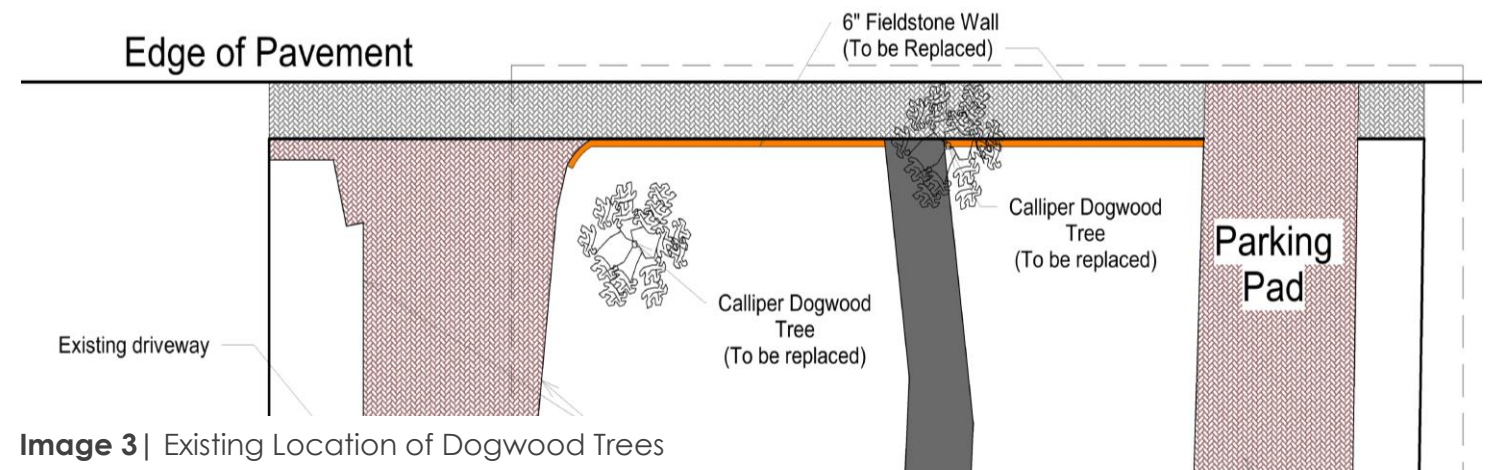 6" Fieldstone Wall
(To be Replaced)
Edge of Pavement
Calliper Dogwood
Tree
(To be replaced)
Parking
Pad
Calliper Dogwood
Tree
(To be replaced)
Existing driveway
Image 3| Existing Location of Dogwood Trees